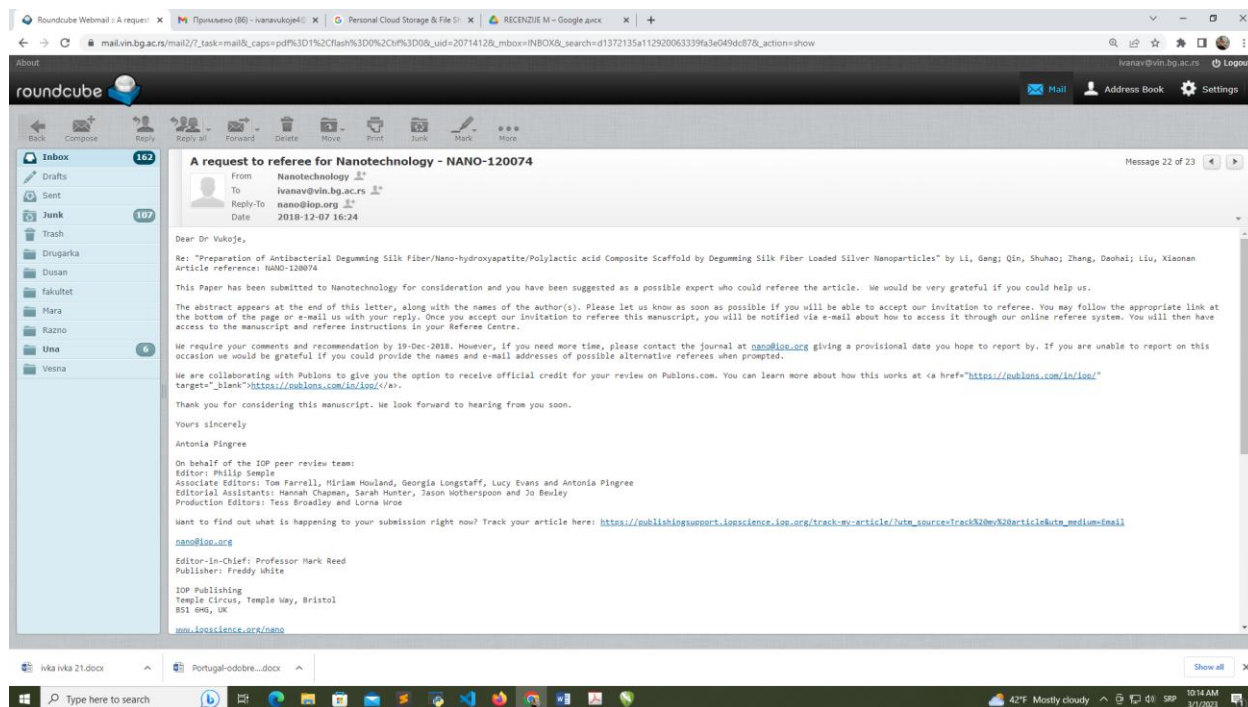 Roundcube Webmail :: A request
Примљено (86) - ivanavukoje4
Personal Cloud Storage & File Sh
RECENZIJE M – Google диск
mail.vin.bg.ac.rs/mail2/?_task=mail&_caps=pdf%3D1%2Cflash%3D0%2Ctif%3D0&_uid=2071412&_mbox=INBOX&_search=d1372135a112920063339fa3e049dc87&_action=show
About
ivanav@vin.bg.ac.rs Logou
roundcube
Mail Address Book Settings
Back Compose Reply Reply all Forward Delete Move Print Junk Mark More
Inbox 162
Drafts
Sent
Junk 107
Trash
Drugarka
Dusan
fakultet
Mara
Razno
Una 6
Vesna
A request to referee for Nanotechnology - NANO-120074
Message 22 of 23
From Nanotechnology
To ivanav@vin.bg.ac.rs
Reply-To nano@iop.org
Date 2018-12-07 16:24
Dear Dr Vukoje,
Re: "Preparation of Antibacterial Degumming Silk Fiber/Nano-hydroxyapatite/Polylactic acid Composite Scaffold by Degumming Silk Fiber Loaded Silver Nanoparticles" by Li, Gang; Qin, Shuhao; Zhang, Daohai; Liu, Xiaonan
Article reference: NANO-120074
This Paper has been submitted to Nanotechnology for consideration and you have been suggested as a possible expert who could referee the article. We would be very grateful if you could help us.
The abstract appears at the end of this letter, along with the names of the author(s). Please let us know as soon as possible if you will be able to accept our invitation to referee. You may follow the appropriate link at
the bottom of the page or e-mail us with your reply. Once you accept our invitation to referee this manuscript, you will be notified via e-mail about how to access it through our online referee system. You will then have
access to the manuscript and referee instructions in your Referee Centre.
We require your comments and recommendation by 19-Dec-2018. However, if you need more time, please contact the journal at nano@iop.org giving a provisional date you hope to report by. If you are unable to report on this
occasion we would be grateful if you could provide the names and e-mail addresses of possible alternative referees when prompted.
We are collaborating with Publons to give you the option to receive official credit for your review on Publons.com. You can learn more about how this works at <a href="https://publons.com/in/iop/"
target="_blank">https://publons.com/in/iop/</a>.
Thank you for considering this manuscript. We look forward to hearing from you soon.
Yours sincerely
Antonia Pingree
On behalf of the IOP peer review team:
Editor: Philip Semple
Associate Editors: Tom Farrell, Miriam Howland, Georgia Longstaff, Lucy Evans and Antonia Pingree
Editorial Assistants: Hannah Chapman, Sarah Hunter, Jason Wotherspoon and Jo Bewley
Production Editors: Tess Broadley and Lorna Wroe
Want to find out what is happening to your submission right now? Track your article here: https://publishingsupport.iopscience.iop.org/track-my-article/?utm_source=Track%20my%20article&utm_medium=Email
nano@iop.org
Editor-in-Chief: Professor Mark Reed
Publisher: Freddy White
IOP Publishing
Temple Circus, Temple Way, Bristol
BS1 6HG, UK
www.iopscience.org/nano
ivka ivka 21.docx
Portugal-odobre....docx
Show all
Type here to search
42°F Mostly cloudy
SRP
10:14 AM
3/1/2023